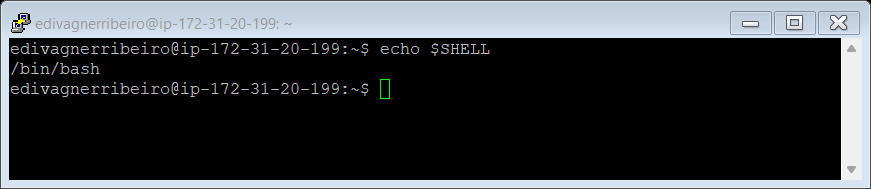 edivagnerribeiro@ip-172-31-20-199: ~
edivagnerribeiro@ip-172-31-20-199:~$ echo $SHELL
/bin/bash
edivagnerribeiro@ip-172-31-20-199:~$